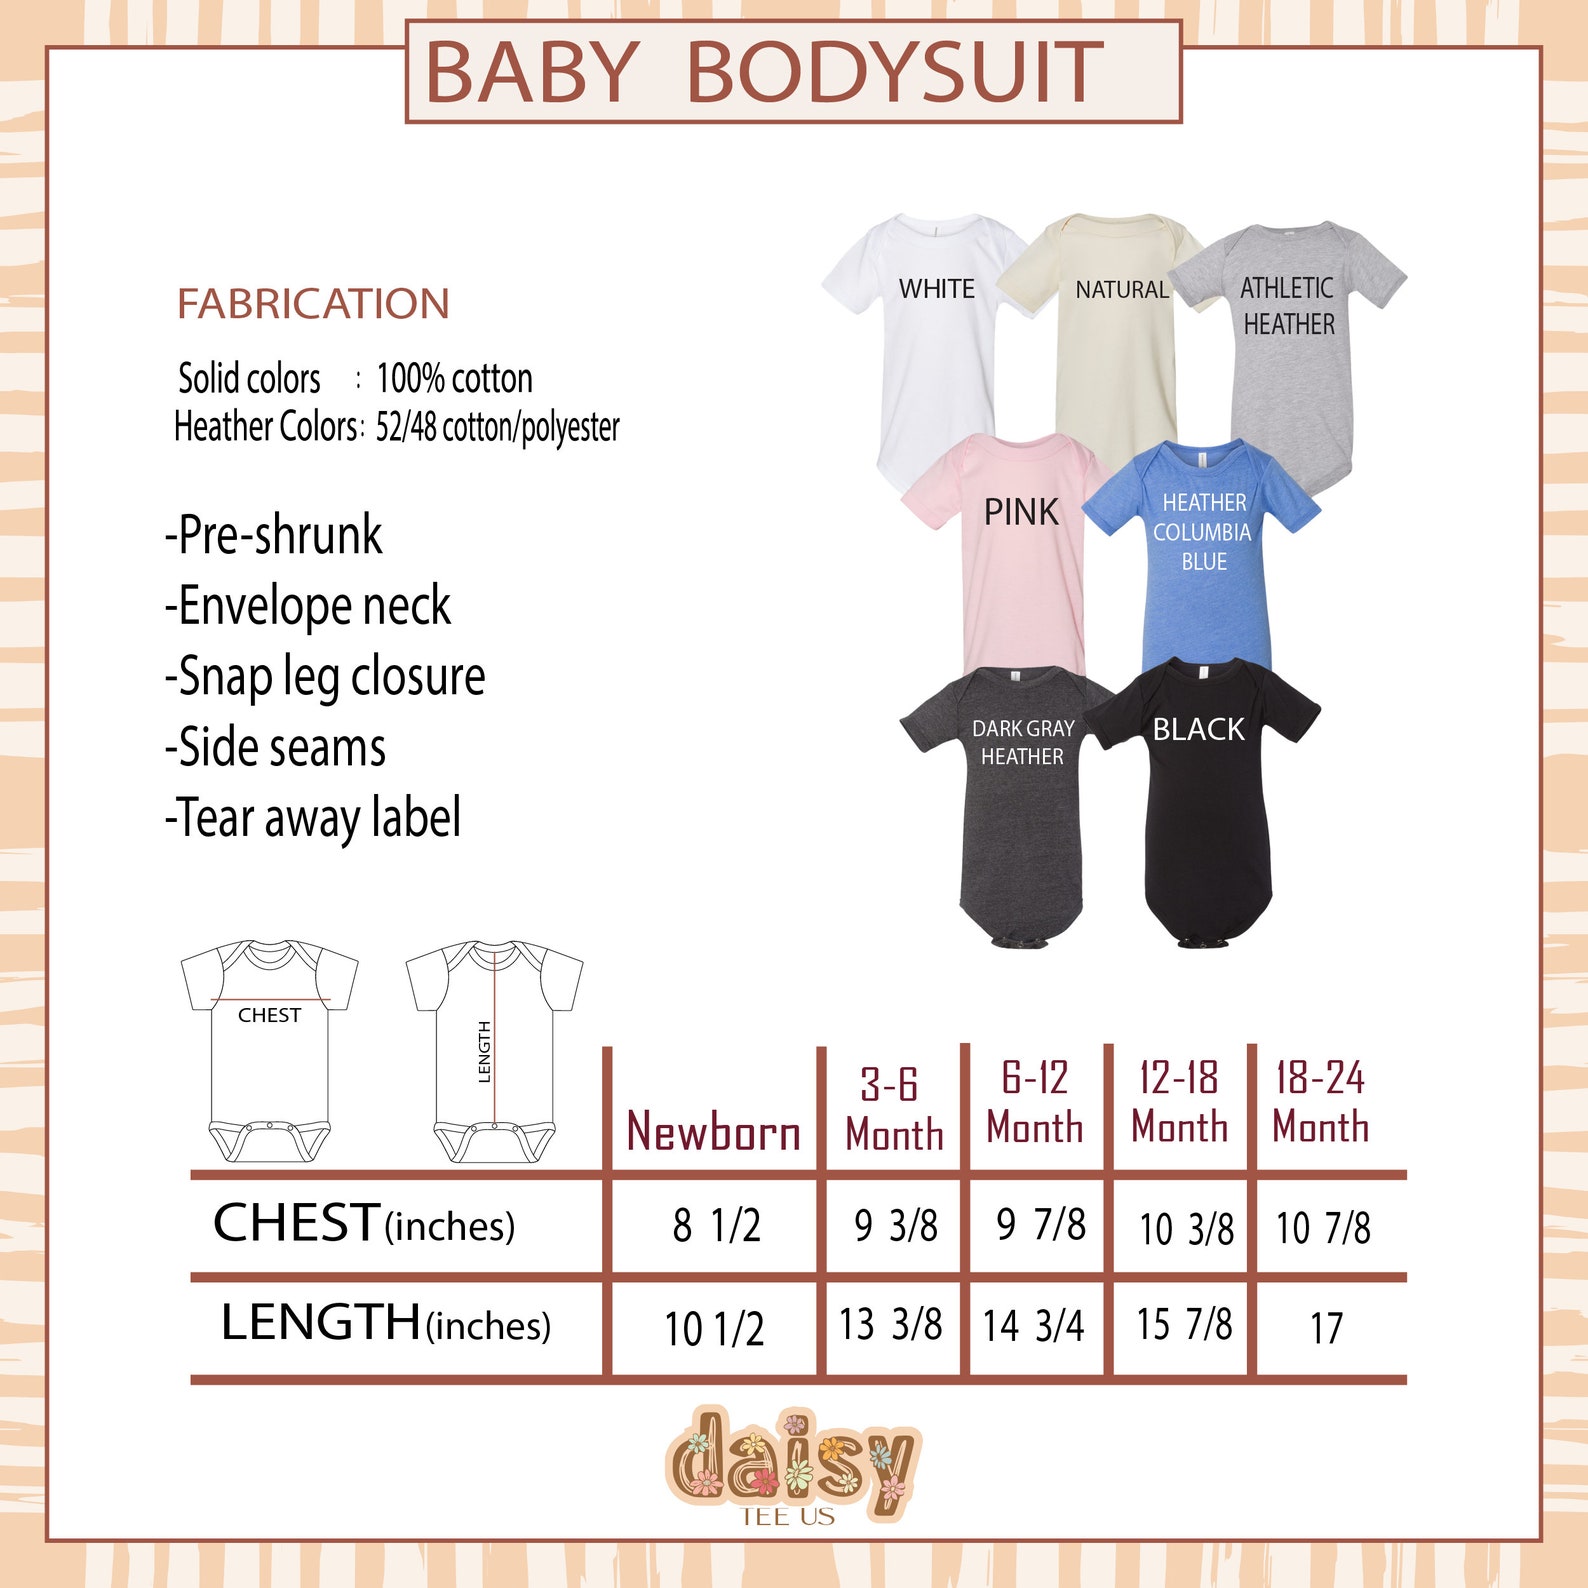 BABY BODYSUIT
FABRICATION
Solid colors : 100% cotton
Heather Colors: 52/48 cotton/polyester
-Pre-shrunk
-Envelope neck
-Snap leg closure
-Side seams
-Tear away label
WHITE
NATURAL
ATHLETIC
HEATHER
PINK
HEATHER
COLUMBIA
BLUE
DARK GRAY
HEATHER
BLACK
CHEST
LENGTH
Newborn
3-6
Month
6-12
Month
12-18
Month
18-24
Month
CHEST(inches) 8 1/2 9 3/8 9 7/8 10 3/8 10 7/8
LENGTH(inches) 10 1/2 13 3/8 14 3/4 15 7/8 17
daisy
TEE US